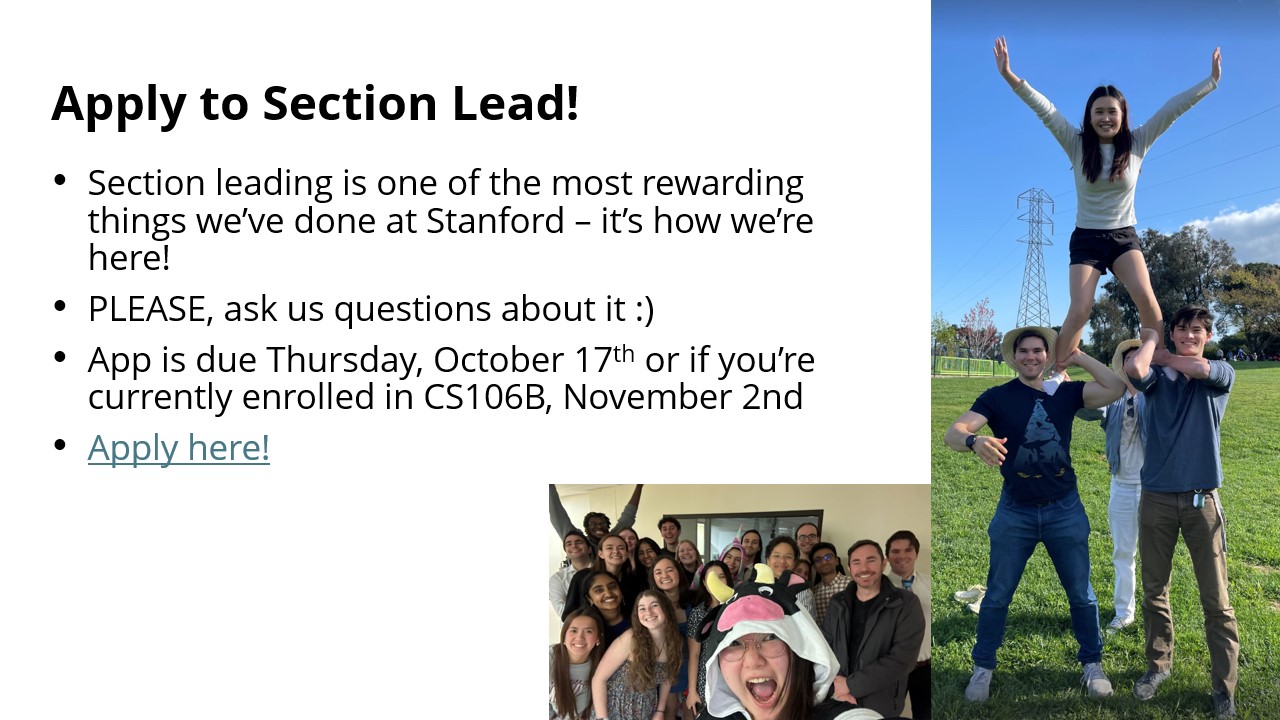 Apply to Section Lead!
• Section leading is one of the most rewarding
things we’ve done at Stanford – it’s how we’re
here!
• PLEASE, ask us questions about it :)
• App is due Thursday, October 17th or if you’re
currently enrolled in CS106B, November 2nd
• Apply here!